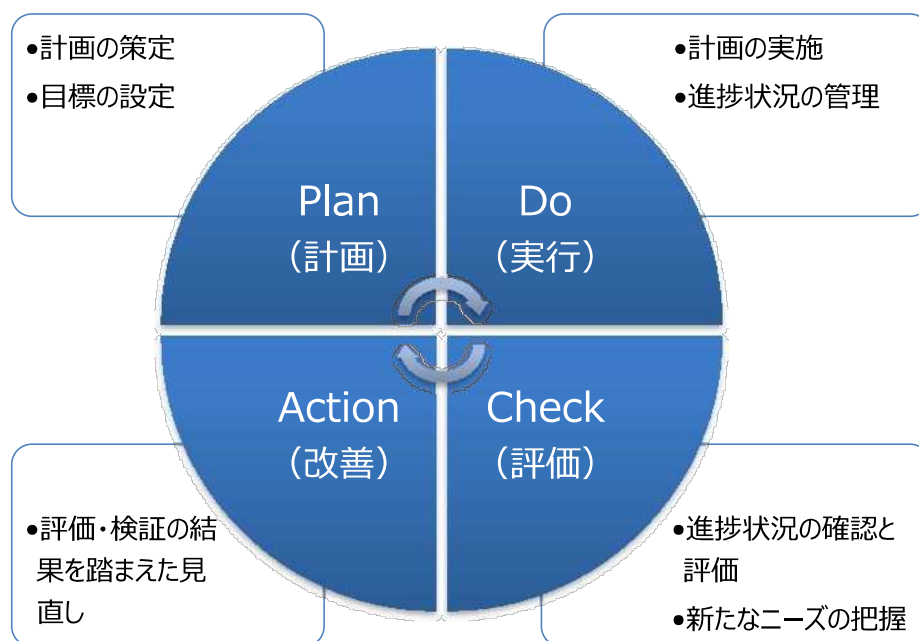 •計画の策定
•目標の設定
•計画の実施
•進捗状況の管理
Plan
（計画）
Do
（実行）
Action
（改善）
Check
（評価）
•評価・検証の結
果を踏まえた見
直し
•進捗状況の確認と
評価
•新たなニーズの把握